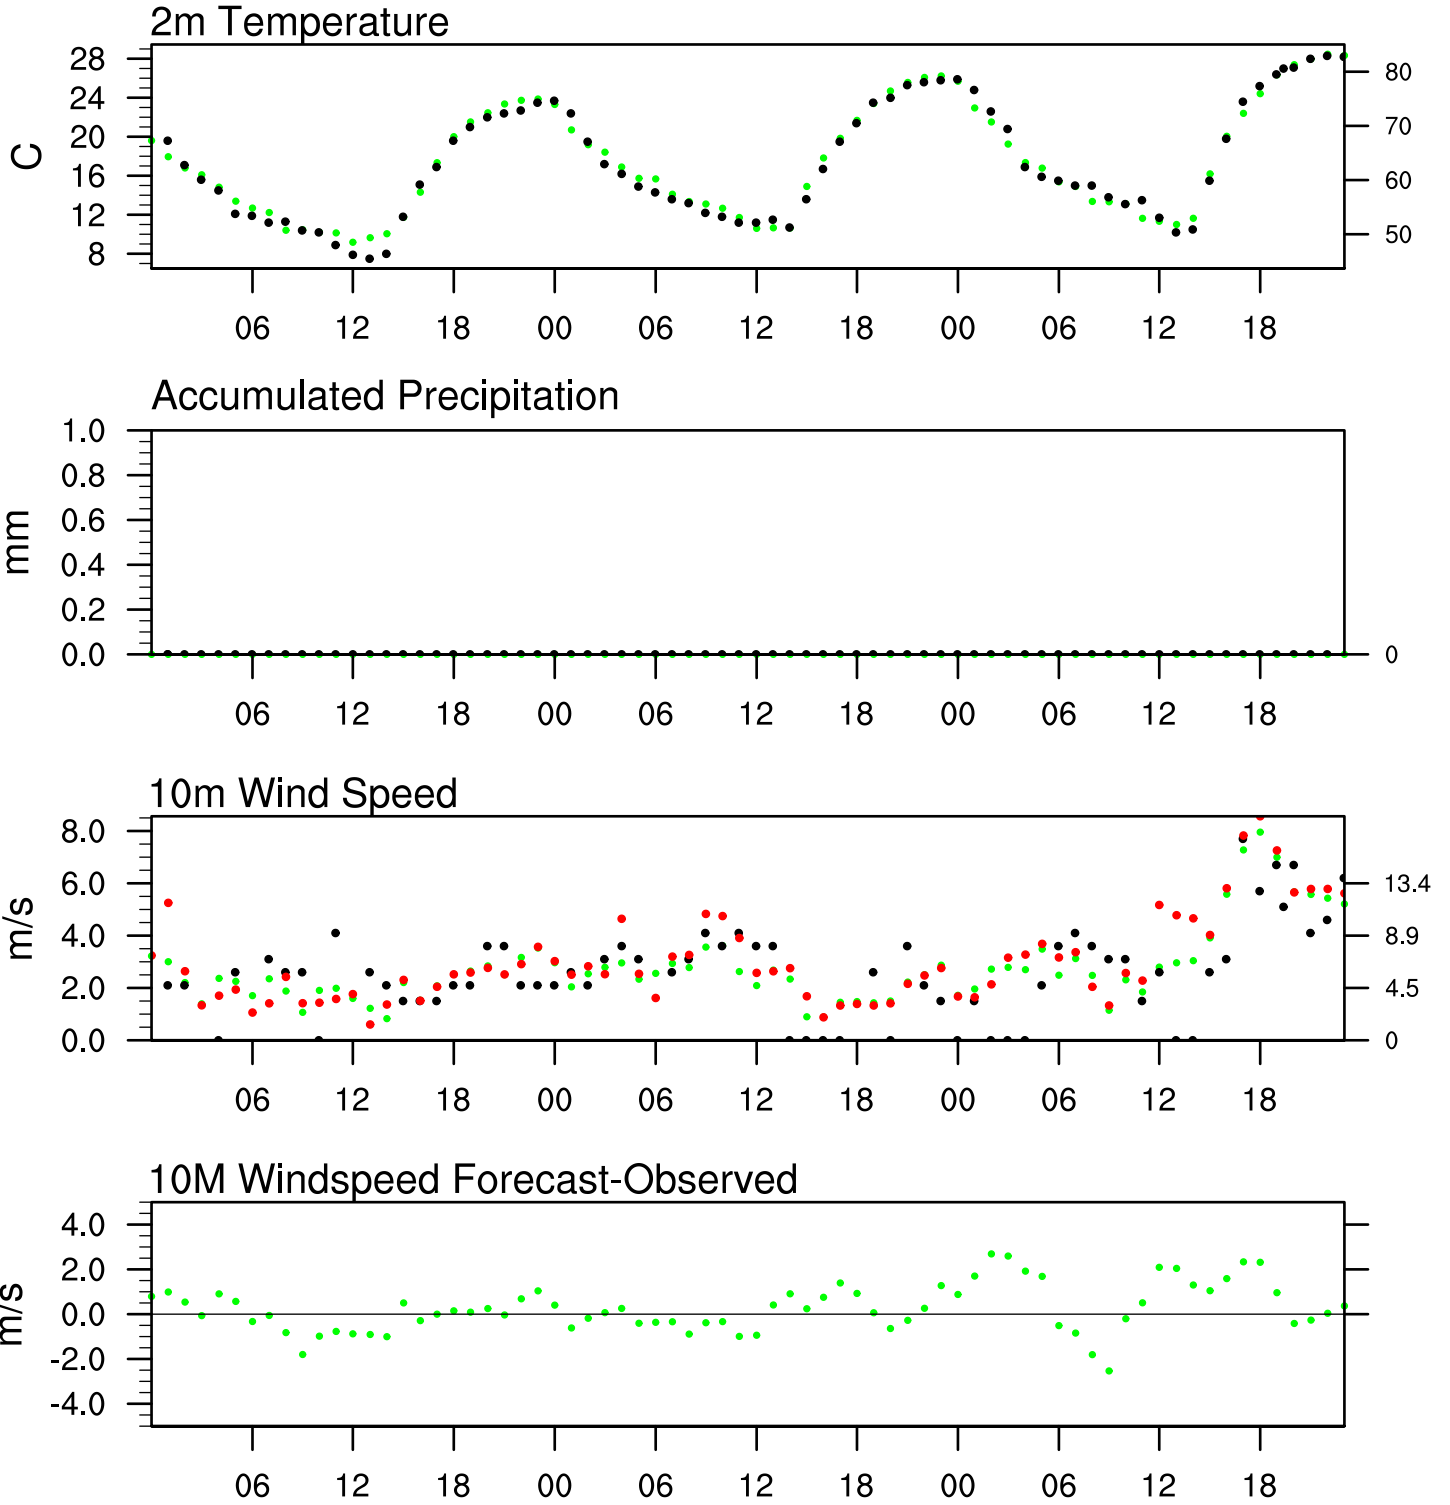 2m Temperature
28
24
20
16
12
8
C
80
70
60
50
06 12 18 00 06 12 18 00 06 12 18
Accumulated Precipitation
1.0
0.8
0.6
0.4
0.2
0.0
mm
0
06 12 18 00 06 12 18 00 06 12 18
10m Wind Speed
8.0
6.0
4.0
2.0
0.0
m/s
13.4
8.9
4.5
0
06 12 18 00 06 12 18 00 06 12 18
10M Windspeed Forecast-Observed
4.0
2.0
0.0
-2.0
-4.0
m/s
06 12 18 00 06 12 18 00 06 12 18